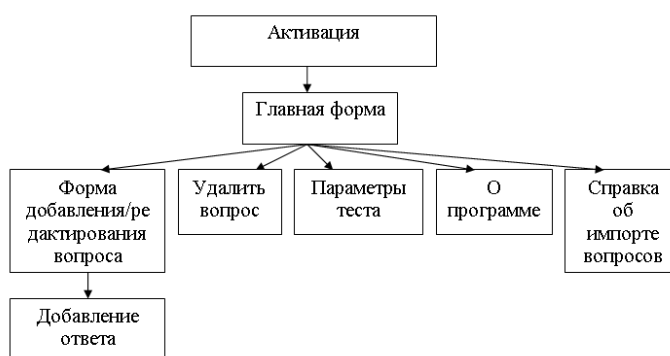 Активация
Главная форма
Форма
добавления/ре
дактирования
вопроса
Удалить
вопрос
Параметры
теста
О
программе
Справка
об
импорте
вопросов
Добавление
ответа